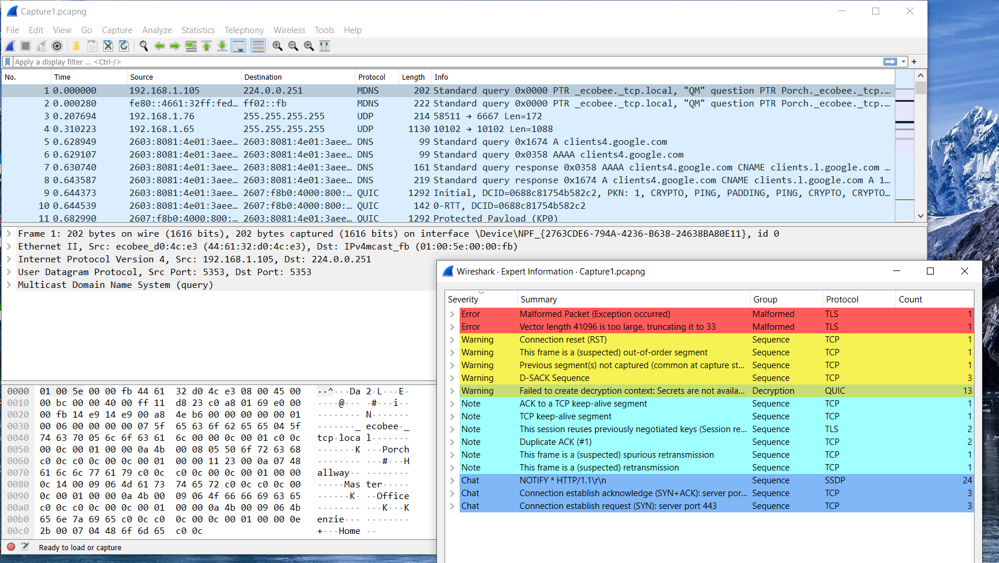 Capture1.pcapng
File Edit View Go Capture Analyze Statistics Telephony Wireless Tools Help
Apply a display filter ... <Ctrl-/>
No. Time Source Destination Protocol Length Info
1 0.000000 192.168.1.105 224.0.0.251 MDNS 202 Standard query 0x0000 PTR _ecobee._tcp.local, "QM" question PTR Porch._ecobee._tcp....
2 0.000280 fe80::4661:32ff:fed... ff02::fb MDNS 222 Standard query 0x0000 PTR _ecobee._tcp.local, "QM" question PTR Porch._ecobee._tcp....
3 0.207694 192.168.1.76 255.255.255.255 UDP 214 58511 → 6667 Len=172
4 0.310223 192.168.1.65 255.255.255.255 UDP 1130 10102 → 10102 Len=1088
5 0.628949 2603:8081:4e01:3aee... 2603:8081:4e01:3aee... DNS 99 Standard query 0x1674 A clients4.google.com
6 0.629107 2603:8081:4e01:3aee... 2603:8081:4e01:3aee... DNS 99 Standard query 0x0358 AAAA clients4.google.com
7 0.630740 2603:8081:4e01:3aee... 2603:8081:4e01:3aee... DNS 161 Standard query response 0x0358 AAAA clients4.google.com CNAME clients.l.google.com ...
8 0.643587 2603:8081:4e01:3aee... 2603:8081:4e01:3aee... DNS 219 Standard query response 0x1674 A clients4.google.com CNAME clients.l.google.com A 1...
9 0.644373 2603:8081:4e01:3aee... 2607:f8b0:4000:800:... QUIC 1292 Initial, DCID=0688c81754b582c2, PKN: 1, CRYPTO, PING, PADDING, PING, CRYPTO, CRYPTO...
10 0.644539 2603:8081:4e01:3aee... 2607:f8b0:4000:800:... QUIC 142 0-RTT, DCID=0688c81754b582c2
11 0.682990 2607:f8b0:4000:800:... 2603:8081:4e01:3aee... QUIC 1292 Protected Payload (KP0)
Frame 1: 202 bytes on wire (1616 bits), 202 bytes captured (1616 bits) on interface \Device\NPF_{2763CDE6-794A-4236-B638-24638BA80E11}, id 0
Ethernet II, Src: ecobee_d0:4c:e3 (44:61:32:d0:4c:e3), Dst: IPv4mcast_fb (01:00:5e:00:00:fb)
Internet Protocol Version 4, Src: 192.168.1.105, Dst: 224.0.0.251
User Datagram Protocol, Src Port: 5353, Dst Port: 5353
Multicast Domain Name System (query)
0000 01 00 5e 00 00 fb 44 61 32 d0 4c e3 08 00 45 00 ··^···Da 2·L···E·
0010 00 bc 00 00 40 00 ff 11 d8 23 c0 a8 01 69 e0 00 ····@··· ·#···i··
0020 00 fb 14 e9 14 e9 00 a8 4e b6 00 00 00 00 00 01 ········ N·······
0030 00 06 00 00 00 00 07 5f 65 63 6f 62 65 65 04 5f ·······_ ecobee·_
0040 74 63 70 05 6c 6f 63 61 6c 00 00 0c 00 01 c0 0c tcp·loca l·······
0050 00 0c 00 01 00 00 0a 4b 00 08 05 50 6f 72 63 68 ·······K ···Porch
0060 c0 0c c0 0c 00 0c 00 01 00 00 11 23 00 0a 07 48 ········ ···#···H
0070 61 6c 6c 77 61 79 c0 0c c0 0c 00 0c 00 01 00 00 allway·· ········
0080 0c 14 00 09 06 4d 61 73 74 65 72 c0 0c c0 0c 00 ·····Mas ter·····
0090 0c 00 01 00 00 0a 4b 00 09 06 4f 66 66 69 63 65 ······K· ··Office
00a0 c0 0c c0 0c 00 0c 00 01 00 00 0a 4b 00 09 06 4b ········ ···K···K
00b0 65 6e 7a 69 65 c0 0c c0 0c 00 0c 00 01 00 00 0e enzie··· ········
00c0 2b 00 07 04 48 6f 6d 65 c0 0c +···Home ··
Ready to load or capture
Wireshark · Expert Information · Capture1.pcapng
Severity Summary Group Protocol Count
Error Malformed Packet (Exception occurred) Malformed TLS 1
Error Vector length 41096 is too large, truncating it to 33 Malformed TLS 1
Warning Connection reset (RST) Sequence TCP 1
Warning This frame is a (suspected) out-of-order segment Sequence TCP 1
Warning Previous segment(s) not captured (common at capture st... Sequence TCP 1
Warning D-SACK Sequence Sequence TCP 3
Warning Failed to create decryption context: Secrets are not availa... Decryption QUIC 13
Note ACK to a TCP keep-alive segment Sequence TCP 1
Note TCP keep-alive segment Sequence TCP 1
Note This session reuses previously negotiated keys (Session re... Sequence TLS 2
Note Duplicate ACK (#1) Sequence TCP 2
Note This frame is a (suspected) spurious retransmission Sequence TCP 1
Note This frame is a (suspected) retransmission Sequence TCP 1
Chat NOTIFY * HTTP/1.1\r\n Sequence SSDP 24
Chat Connection establish acknowledge (SYN+ACK): server por... Sequence TCP 3
Chat Connection establish request (SYN): server port 443 Sequence TCP 3